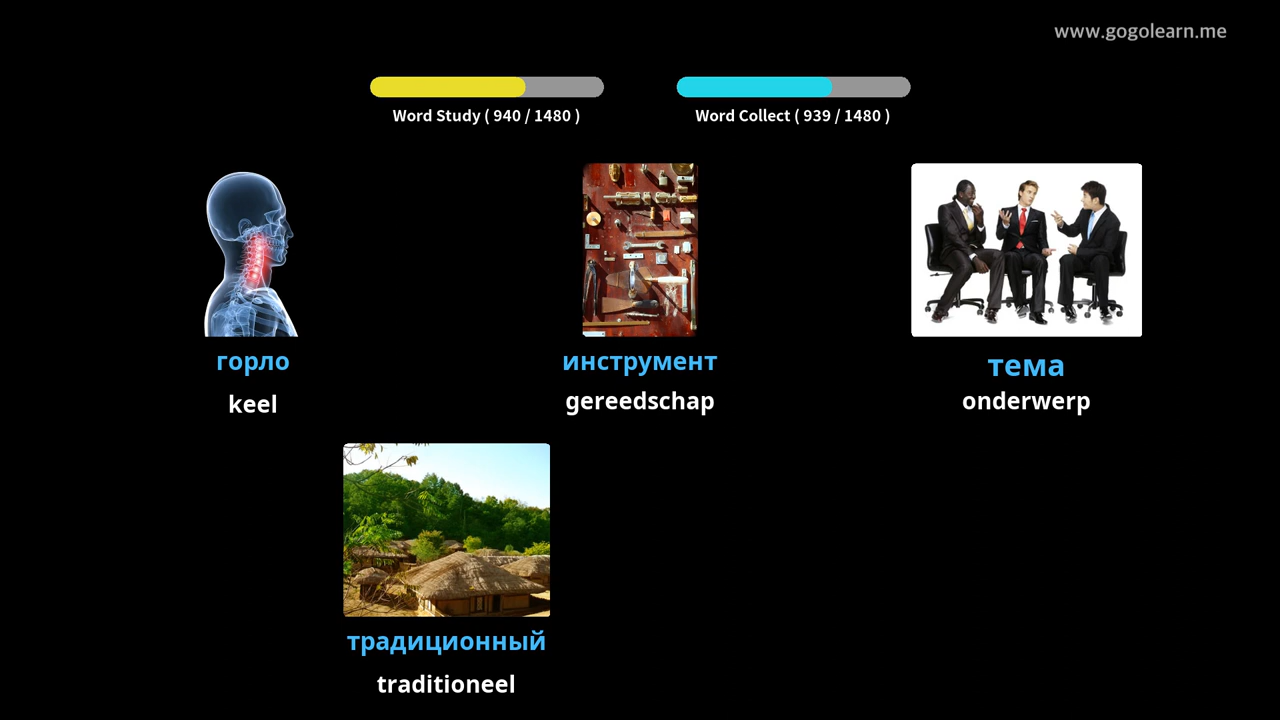 www.gogolearn.me
Word Study ( 940 / 1480 )
Word Collect ( 939 / 1480 )
горло
инструмент
тема
keel
gereedschap
onderwerp
традиционный
traditioneel